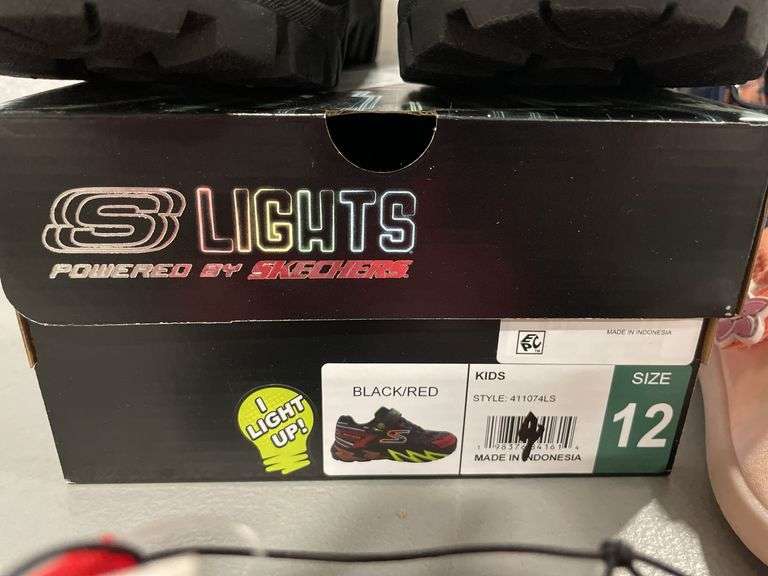 S LIGHTS
POWERED BY SKECHERS
EPC
MADE IN INDONESIA
I LIGHT UP!
BLACK/RED
KIDS
STYLE: 411074LS
MADE IN INDONESIA
SIZE
12